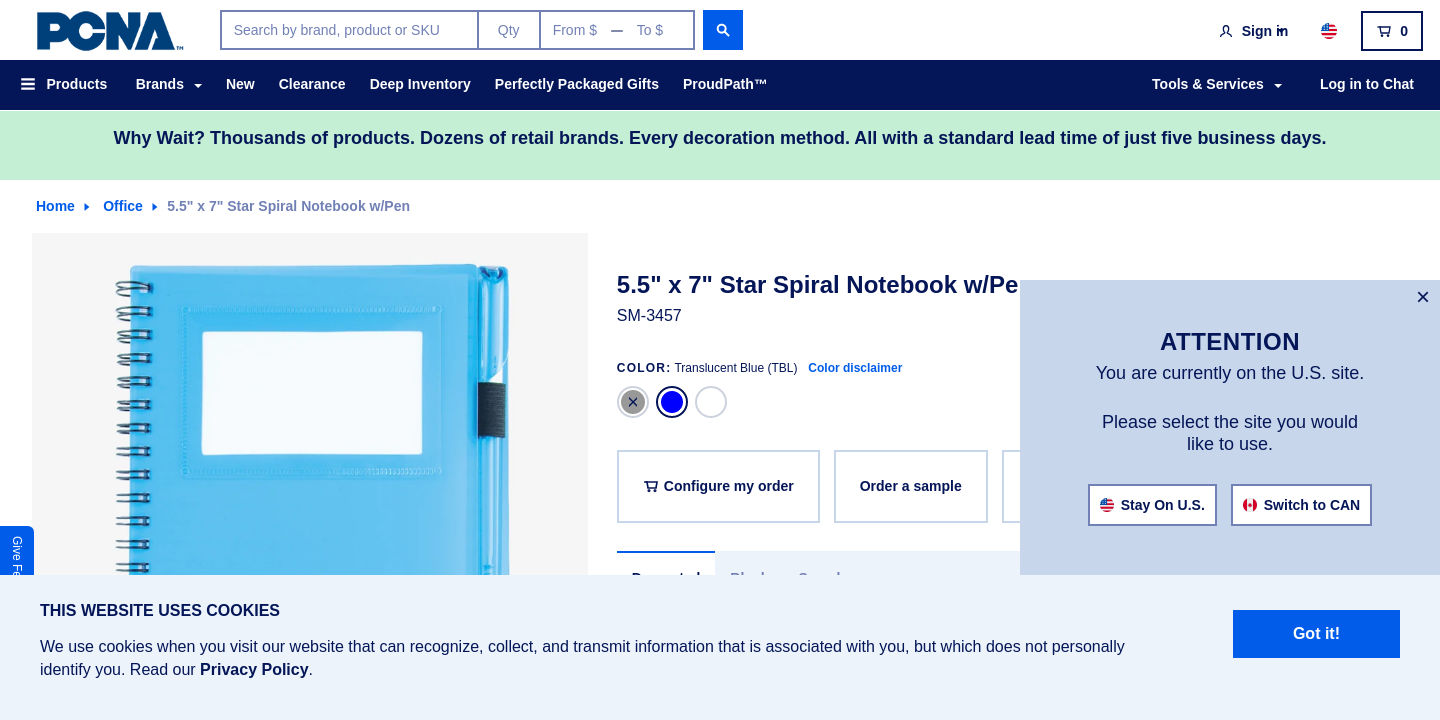 PCNA™
Search by brand, product or SKU
Qty
From $ — To $
Sign in
0
Products
Brands
New
Clearance
Deep Inventory
Perfectly Packaged Gifts
ProudPath™
Tools & Services
Log in to Chat
Why Wait? Thousands of products. Dozens of retail brands. Every decoration method. All with a standard lead time of just five business days.
Home
Office
5.5" x 7" Star Spiral Notebook w/Pen
5.5" x 7" Star Spiral Notebook w/Pe
SM-3457
COLOR: Translucent Blue (TBL) Color disclaimer
Configure my order
Order a sample
×
ATTENTION
You are currently on the U.S. site.
Please select the site you would
like to use.
Stay On U.S.
Switch to CAN
Give Fe
THIS WEBSITE USES COOKIES
We use cookies when you visit our website that can recognize, collect, and transmit information that is associated with you, but which does not personally
identify you. Read our Privacy Policy.
Got it!